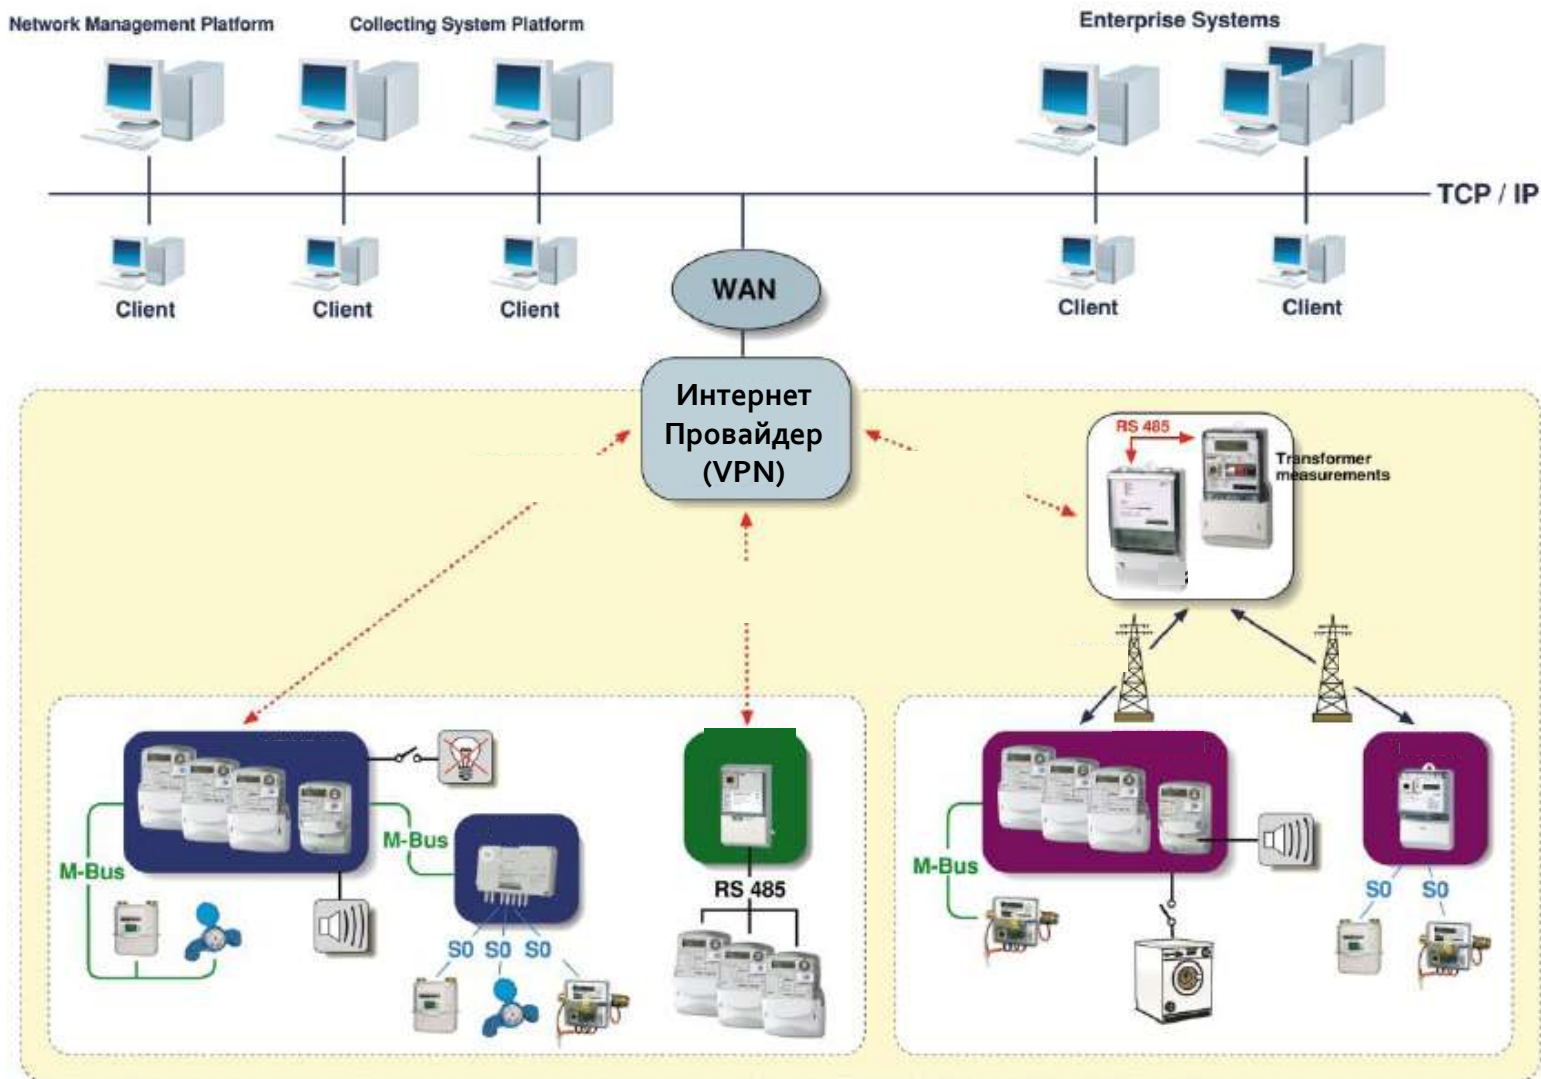 Network Management Platform
Collecting System Platform
Enterprise Systems
TCP / IP
Client
Client
Client
Client
Client
WAN
Интернет
Провайдер
(VPN)
RS 485
Transformer
measurements
M-Bus
M-Bus
S0 S0 S0
RS 485
M-Bus
S0 S0